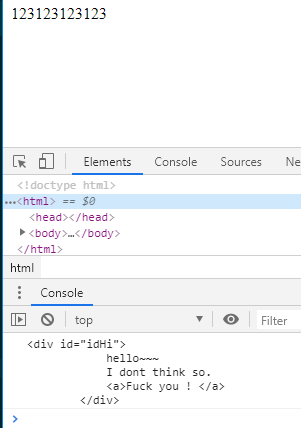 123123123123
Elements Console Sources Ne
<!doctype html>
<html> == $0
<head></head>
<body>…</body>
</html>
html
Console
top Filter
<div id="idHi">
hello~~~
I dont think so.
<a>Fuck you ! </a>
</div>